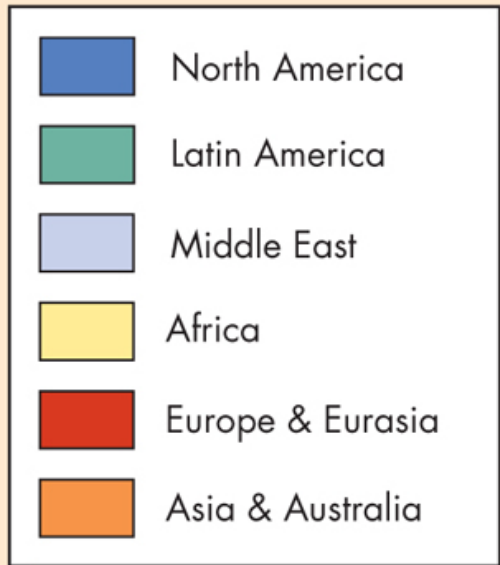 North America
Latin America
Middle East
Africa
Europe & Eurasia
Asia & Australia